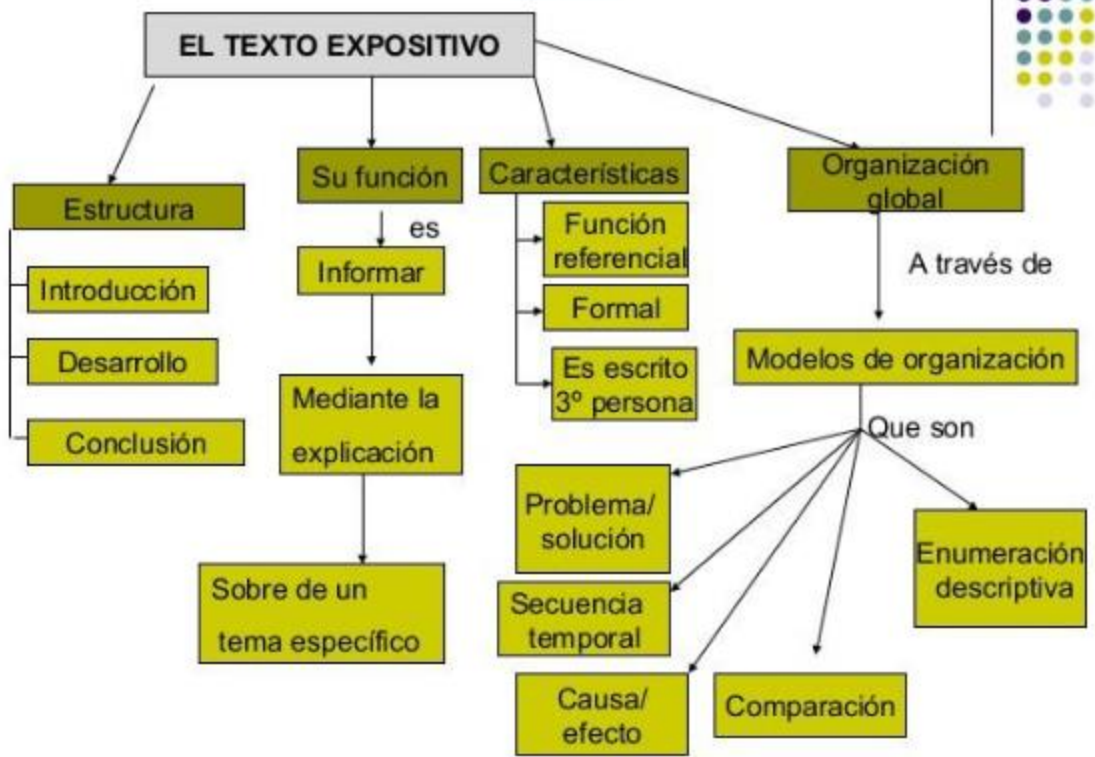 EL TEXTO EXPOSITIVO
Estructura
Introducción
Desarrollo
Conclusión
Su función
es
Informar
Mediante la
explicación
Sobre de un
tema específico
Características
Función
referencial
Formal
Es escrito
3º persona
Organización
global
A través de
Modelos de organización
Que son
Problema/
solución
Secuencia
temporal
Causa/
efecto
Comparación
Enumeración
descriptiva